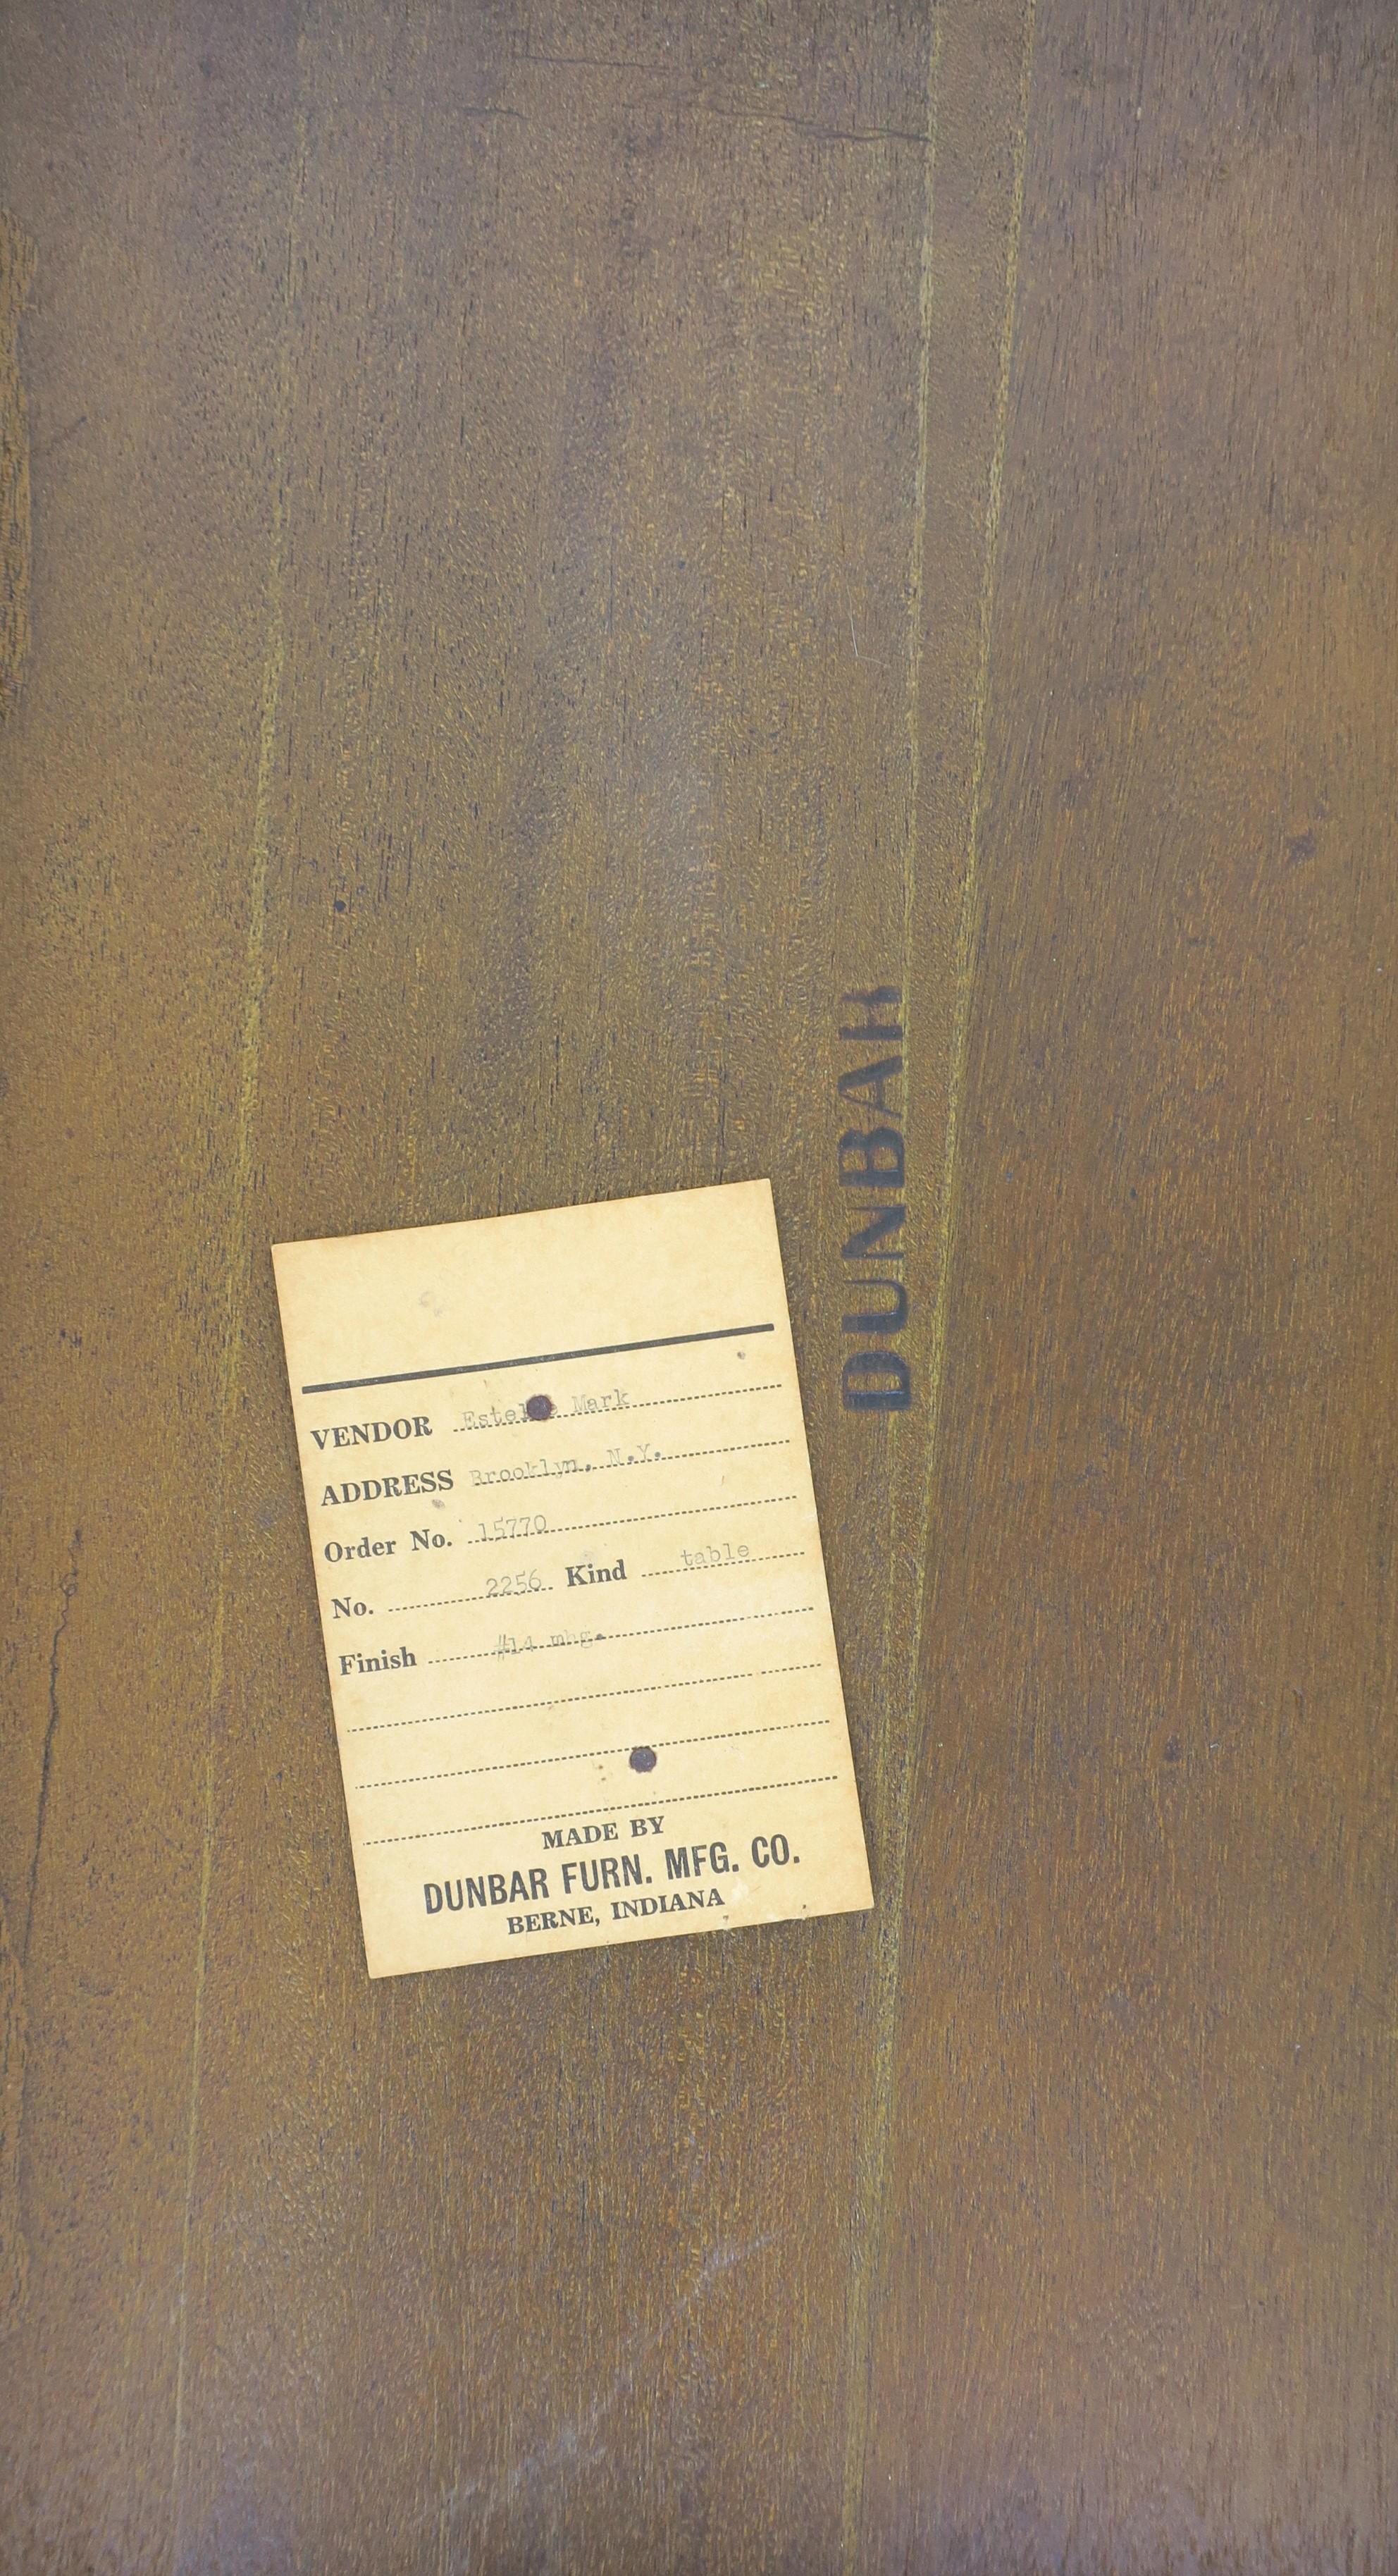 VENDOR Mark
ADDRESS Brooklyn, N.Y.
Order No. 15770
No. 2256 Kind table
Finish #14 mhg.
MADE BY
DUNBAR FURN. MFG. CO.
BERNE, INDIANA
DUNBAR